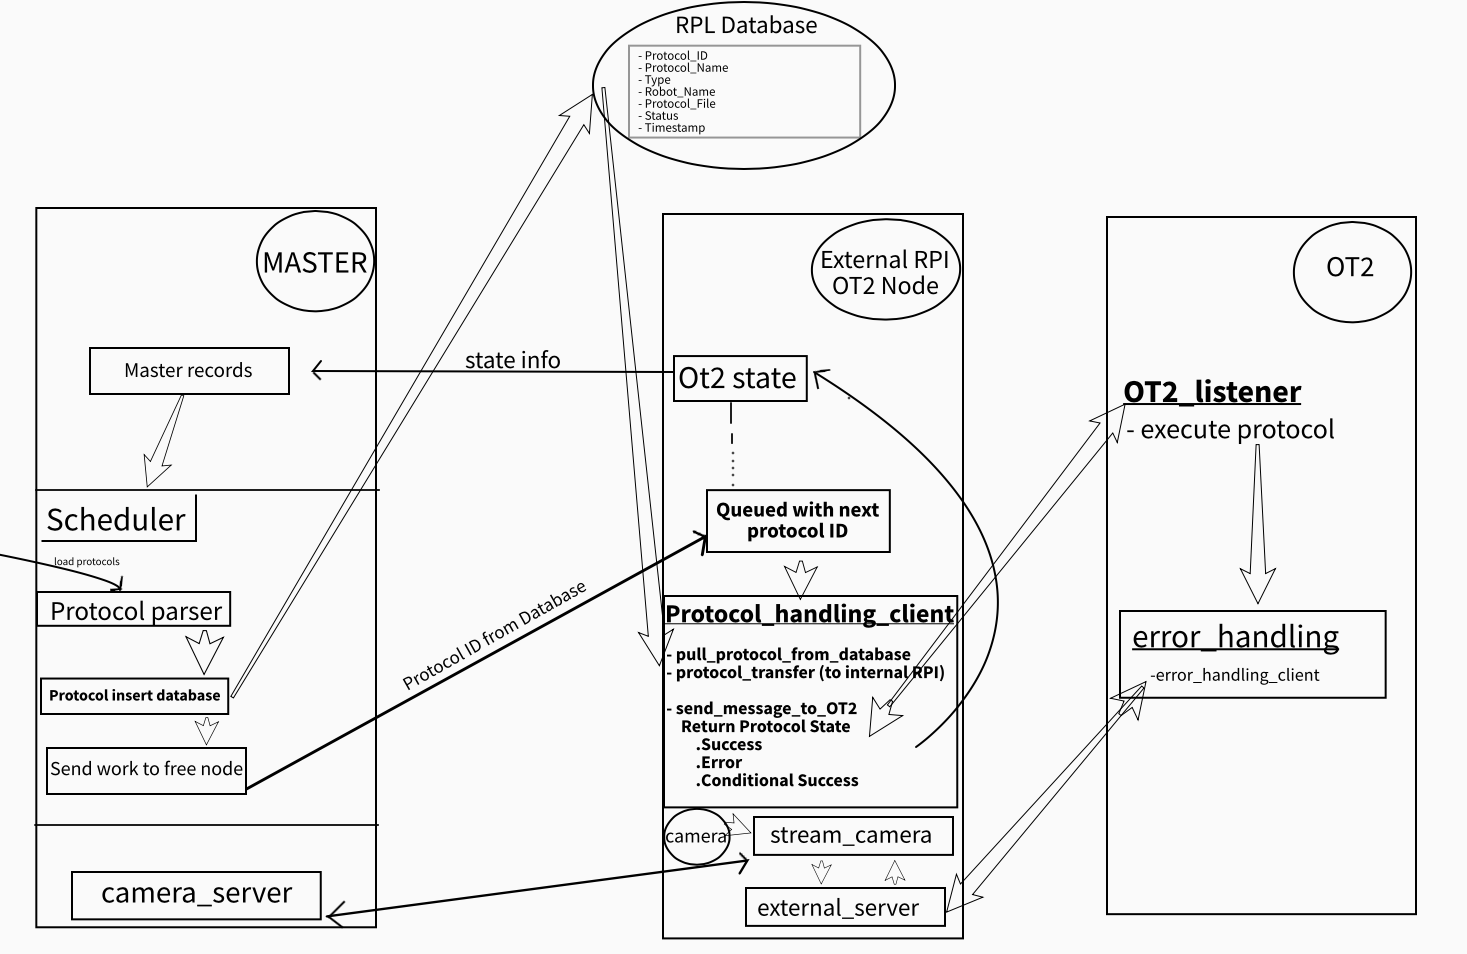 RPL Database
- Protocol_ID
- Protocol_Name
- Type
- Robot_Name
- Protocol_File
- Status
- Timestamp
MASTER
Master records
Scheduler
load protocols
Protocol parser
Protocol insert database
Send work to free node
camera_server
state info
Protocol ID from Database
External RPI
OT2 Node
Ot2 state
Queued with next
protocol ID
Protocol_handling_client
- pull_protocol_from_database
- protocol_transfer (to internal RPI)
- send_message_to_OT2
Return Protocol State
.Success
.Error
.Conditional Success
camera
stream_camera
external_server
OT2
OT2_listener
- execute protocol
error_handling
-error_handling_client